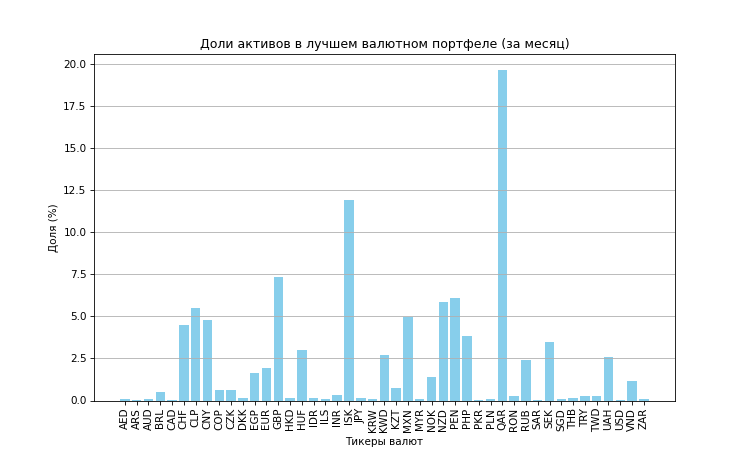 Доли активов в лучшем валютном портфеле (за месяц)
Доля (%)
20.0
17.5
15.0
12.5
10.0
7.5
5.0
2.5
0.0
AED ARS AUD BRL CAD CHF CLP CNY COP CZK DKK EGP EUR GBP HKD HUF IDR ILS INR ISK JPY KRW KWD KZT MXN MYR NOK NZD PEN PHP PKR PLN QAR RON RUB SAR SEK SGD THB TRY TWD UAH USD VND ZAR
Тикеры валют